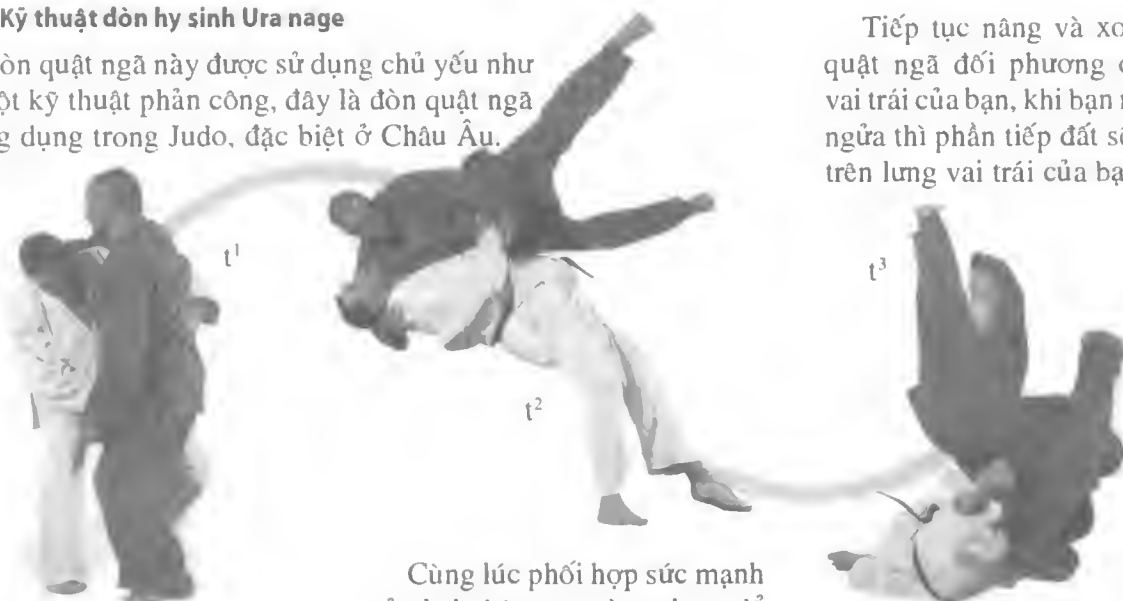 Kỹ thuật đòn hy sinh Ura nage
òn quật ngã này được sử dụng chủ yếu như
ột kỹ thuật phản công, đây là đòn quật ngã
g dụng trong Judo, đặc biệt ở Châu Âu.
Tiếp tục nâng và xo
quật ngã đối phương
vai trái của bạn, khi bạn
ngửa thì phần tiếp đất sẽ
trên lưng vai trái của bạ
t¹
t²
t³
Cùng lúc phối hợp sức mạnh